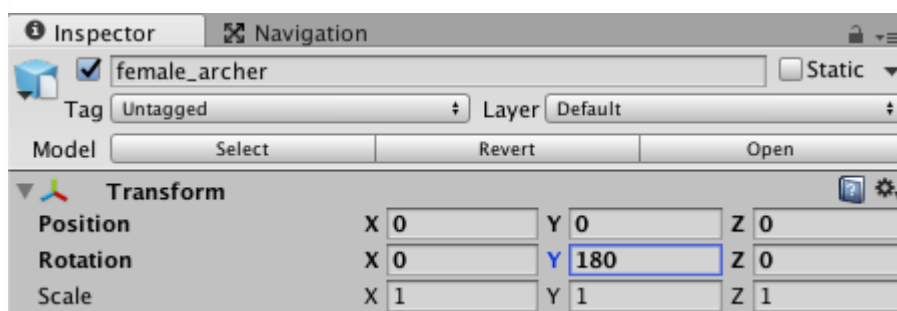 Inspector Navigation
female_archer Static
Tag Untagged Layer Default
Model Select Revert Open
Transform
Position X 0 Y 0 Z 0
Rotation X 0 Y 180 Z 0
Scale X 1 Y 1 Z 1